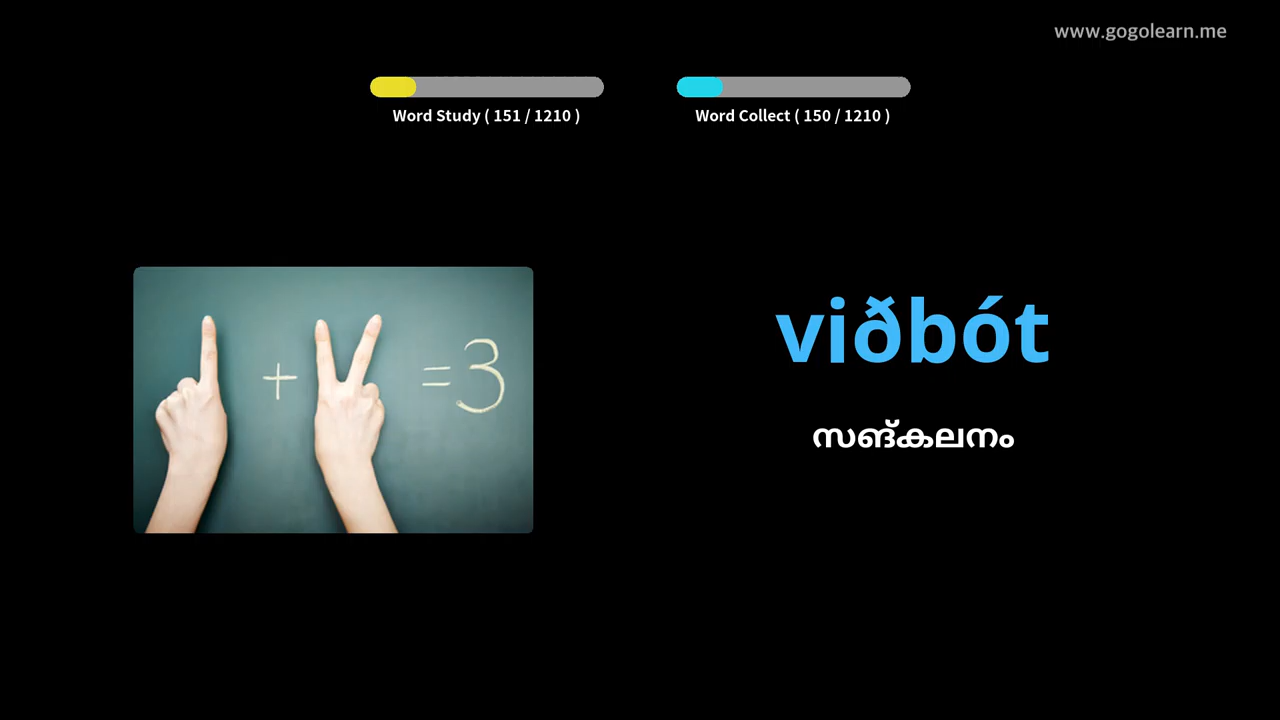 www.gogolearn.me
Word Study ( 151 / 1210 )
Word Collect ( 150 / 1210 )
+ = 3
viðbót
സങ്കലനം